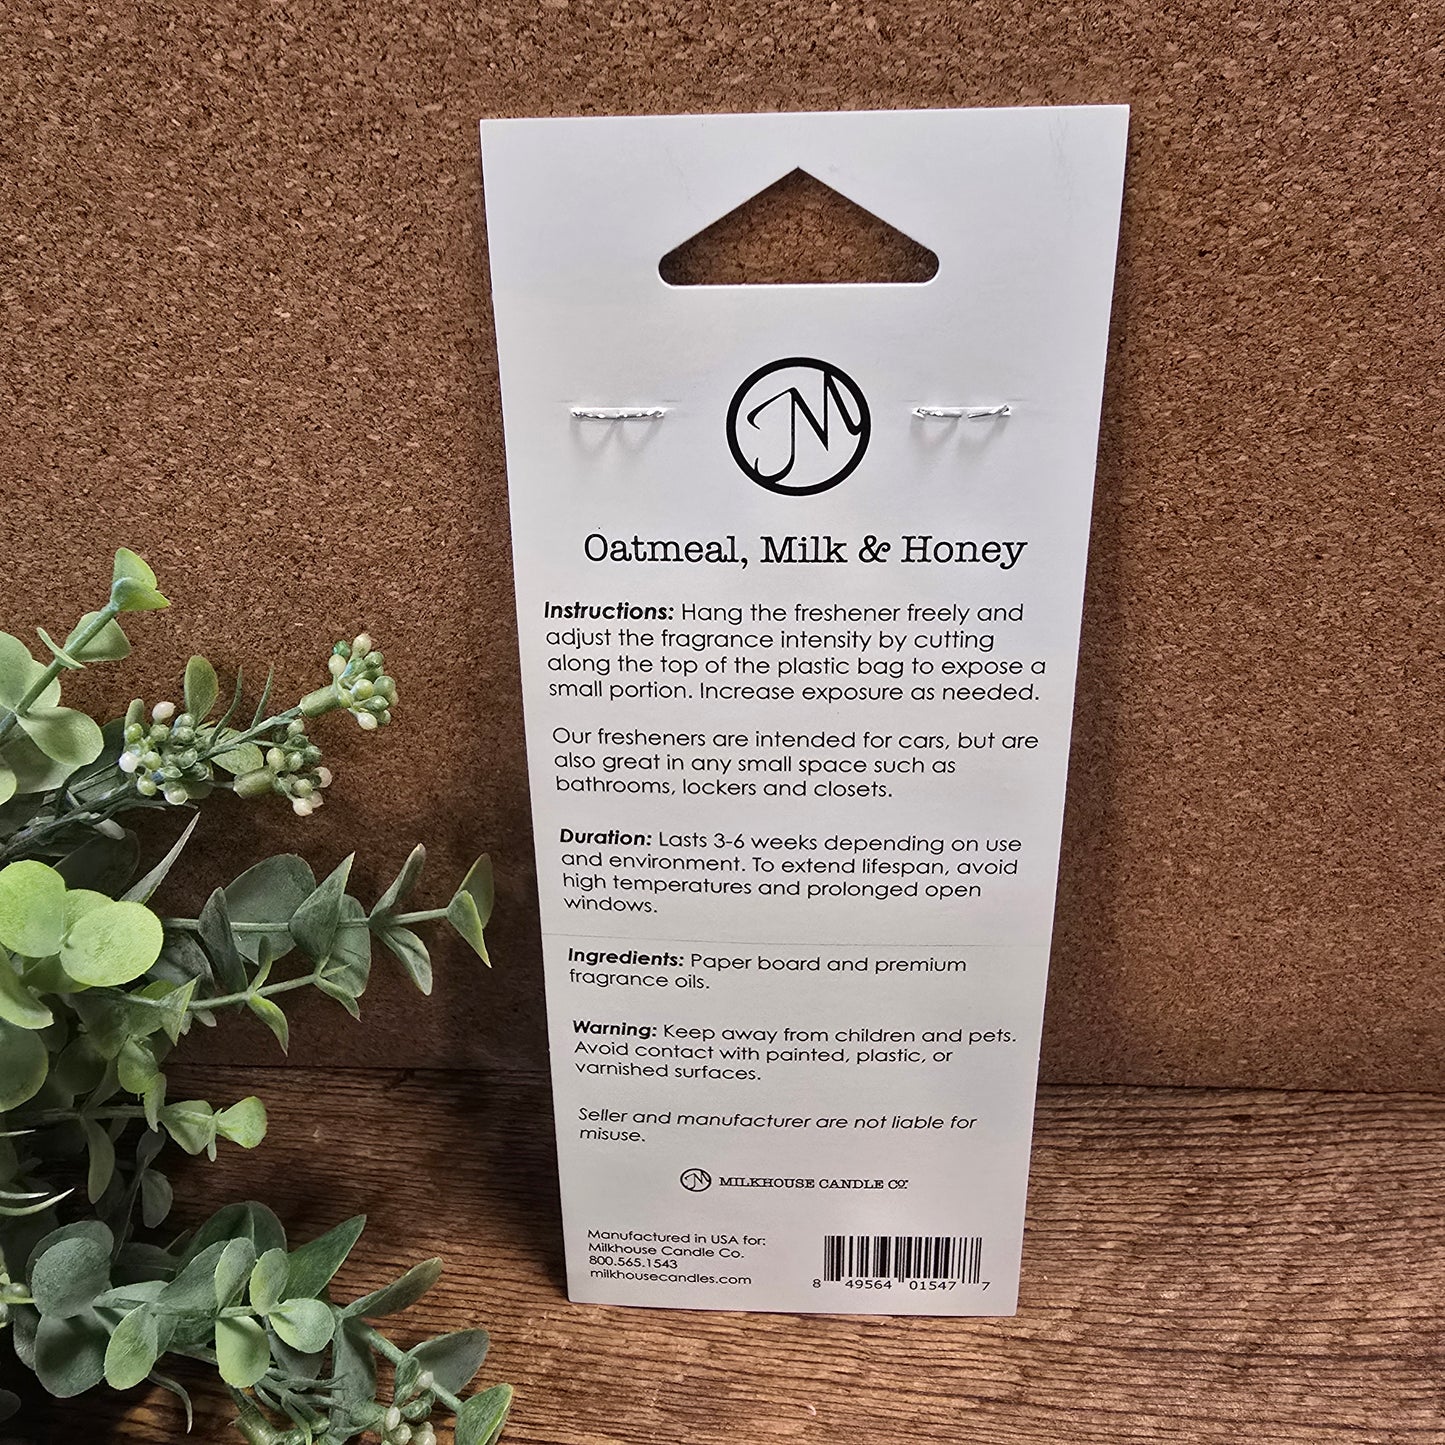 M
Oatmeal, Milk & Honey
Instructions: Hang the freshener freely and
adjust the fragrance intensity by cutting
along the top of the plastic bag to expose a
small portion. Increase exposure as needed.
Our fresheners are intended for cars, but are
also great in any small space such as
bathrooms, lockers and closets.
Duration: Lasts 3-6 weeks depending on use
and environment. To extend lifespan, avoid
high temperatures and prolonged open
windows.
Ingredients: Paper board and premium
fragrance oils.
Warning: Keep away from children and pets.
Avoid contact with painted, plastic, or
varnished surfaces.
Seller and manufacturer are not liable for
misuse.
M MILKHOUSE CANDLE CO.
Manufactured in USA for:
Milkhouse Candle Co.
800.565.1543
milkhousecandles.com
8 49564 01547 7